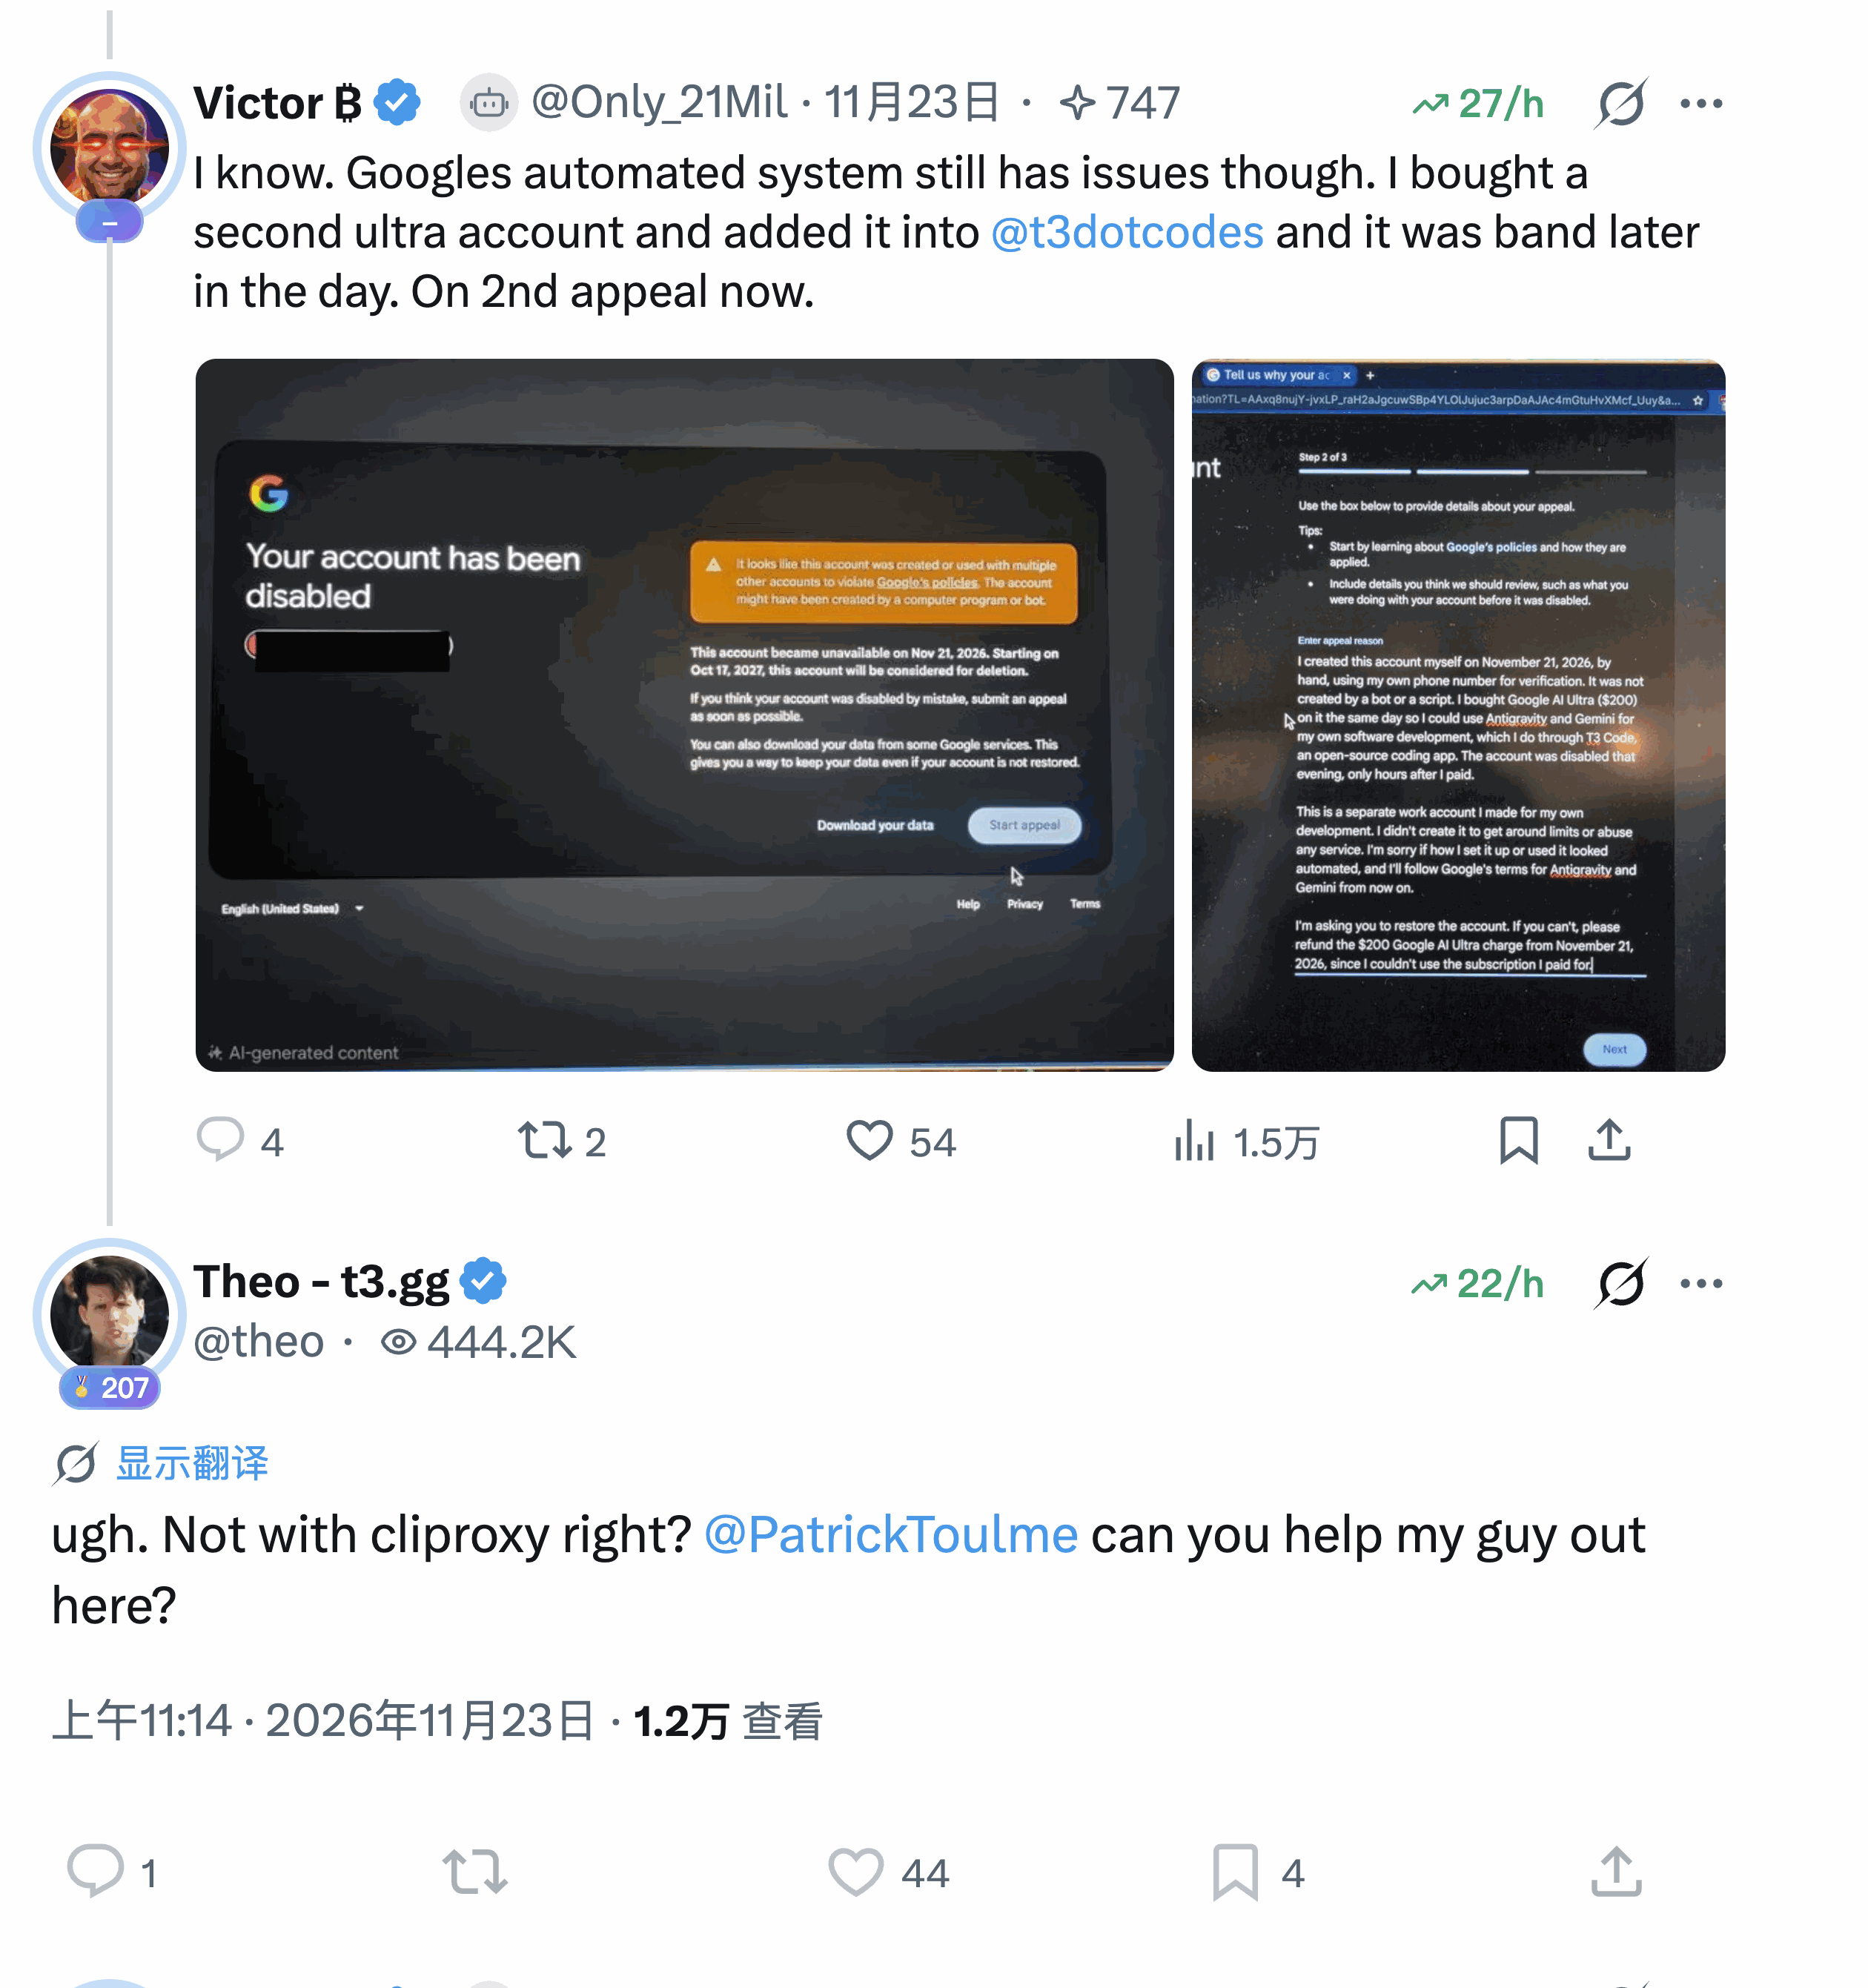 Victor ₿ @Only_21Mil · 11月23日 · 747 27/h
I know. Googles automated system still has issues though. I bought a
second ultra account and added it into @t3dotcodes and it was band later
in the day. On 2nd appeal now.
–
Your account has been
disabled
It looks like this account was created or used with multiple
other accounts to violate Google's policies. The account
might have been created by a computer program or bot.
This account became unavailable on Nov 21, 2026. Starting on
Oct 17, 2027, this account will be considered for deletion.
If you think your account was disabled by mistake, submit an appeal
as soon as possible.
You can also download your data from some Google services. This
gives you a way to keep your data even if your account is not restored.
Download your data Start appeal
English (United States) Help Privacy Terms
AI-generated content
Tell us why your ac
Step 2 of 3
Use the box below to provide details about your appeal.
Tips:
Start by learning about Google's policies and how they are
applied.
Include details you think we should review, such as what you
were doing with your account before it was disabled.
Enter appeal reason
I created this account myself on November 21, 2026, by
hand, using my own phone number for verification. It was not
created by a bot or a script. I bought Google AI Ultra ($200)
on it the same day so I could use Antigravity and Gemini for
my own software development, which I do through T3 Code,
an open-source coding app. The account was disabled that
evening, only hours after I paid.
This is a separate work account I made for my own
development. I didn't create it to get around limits or abuse
any service. I'm sorry if how I set it up or used it looked
automated, and I'll follow Google's terms for Antigravity and
Gemini from now on.
I'm asking you to restore the account. If you can't, please
refund the $200 Google AI Ultra charge from November 21,
2026, since I couldn't use the subscription I paid for.
Next
4 2 54 1.5万
Theo - t3.gg 22/h
@theo · 444.2K
207
显示翻译
ugh. Not with cliproxy right? @PatrickToulme can you help my guy out
here?
上午11:14 · 2026年11月23日 · 1.2万 查看
1 44 4